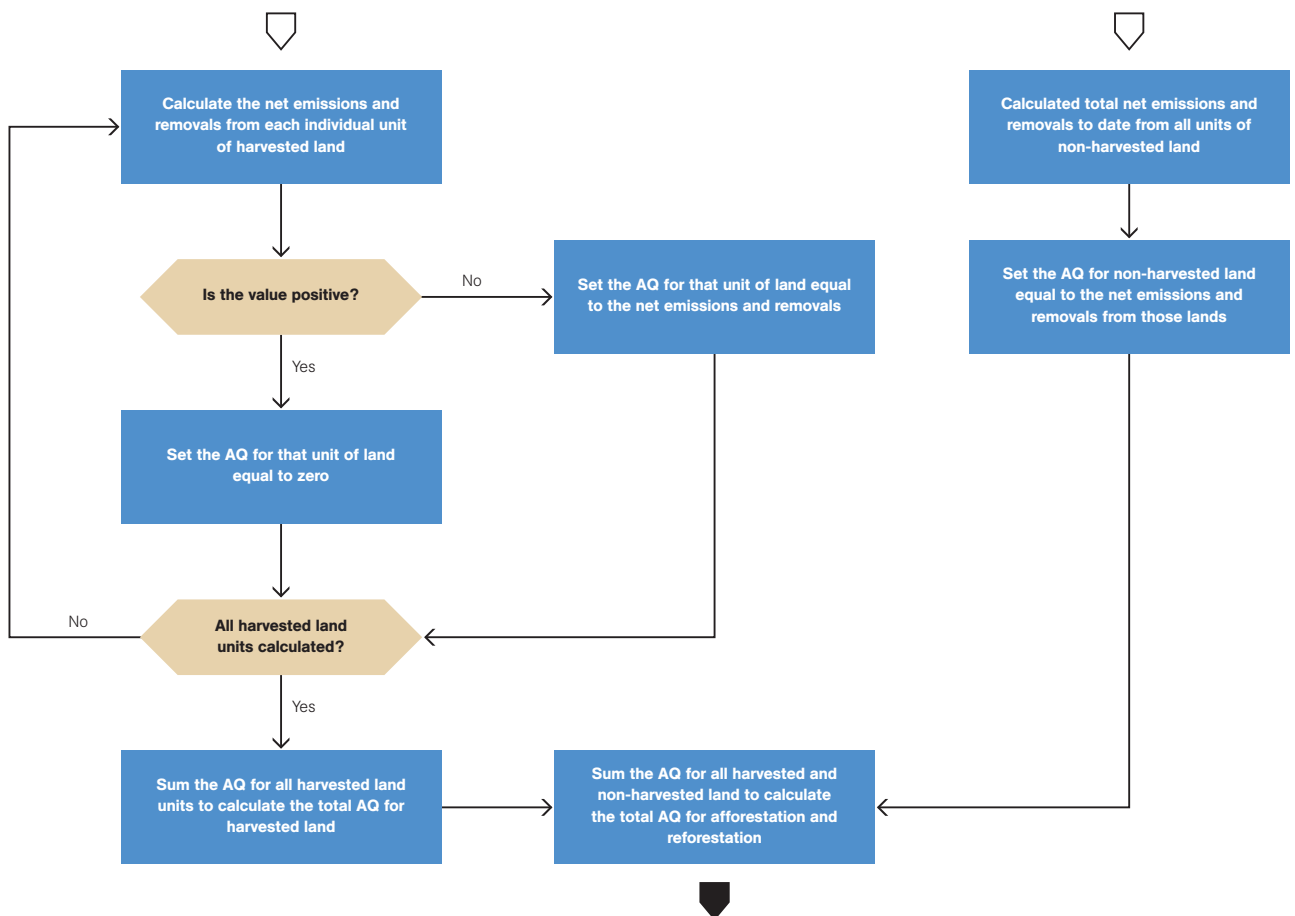 Calculate the net emissions and
removals from each individual unit
of harvested land
Calculated total net emissions and
removals to date from all units of
non-harvested land
Is the value positive?
No
Set the AQ for that unit of land equal
to the net emissions and removals
Set the AQ for non-harvested land
equal to the net emissions and
removals from those lands
Yes
Set the AQ for that unit of land
equal to zero
No
All harvested land
units calculated?
Yes
Sum the AQ for all harvested land
units to calculate the total AQ for
harvested land
Sum the AQ for all harvested and
non-harvested land to calculate
the total AQ for afforestation and
reforestation